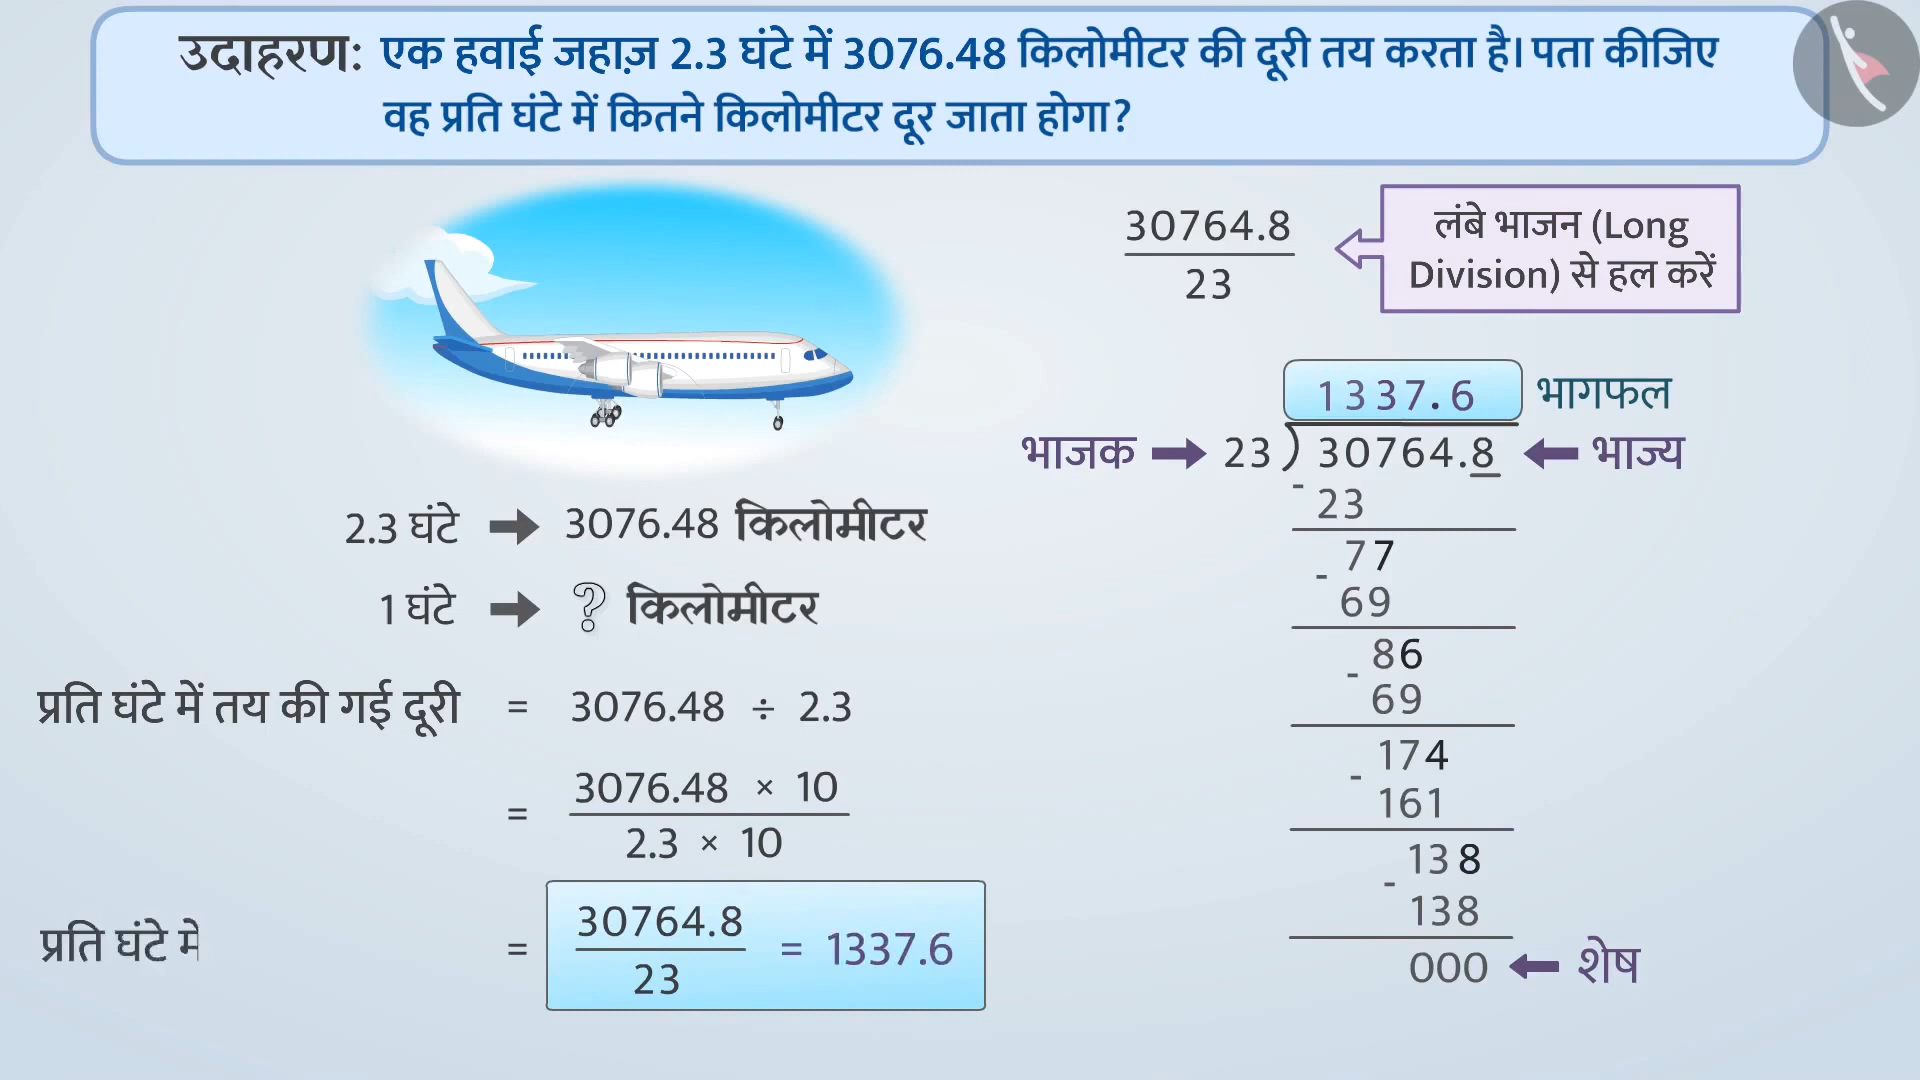 उदाहरण: एक हवाई जहाज़ 2.3 घंटे में 3076.48 किलोमीटर की दूरी तय करता है। पता कीजिए
वह प्रति घंटे में कितने किलोमीटर दूर जाता होगा?
2.3 घंटे ➡ 3076.48 किलोमीटर
1 घंटे ➡ ? किलोमीटर
प्रति घंटे में तय की गई दूरी = 3076.48 ÷ 2.3
3076.48 × 10
=
2.3 × 10
प्रति घंटे में
30764.8
= = 1337.6
23
30764.8
23
लंबे भाजन (Long
Division) से हल करें
1337.6 भागफल
भाजक ➡ 23 ) 30764.8 ⬅ भाज्य
- 23
77
- 69
86
- 69
174
- 161
138
- 138
000 ⬅ शेष